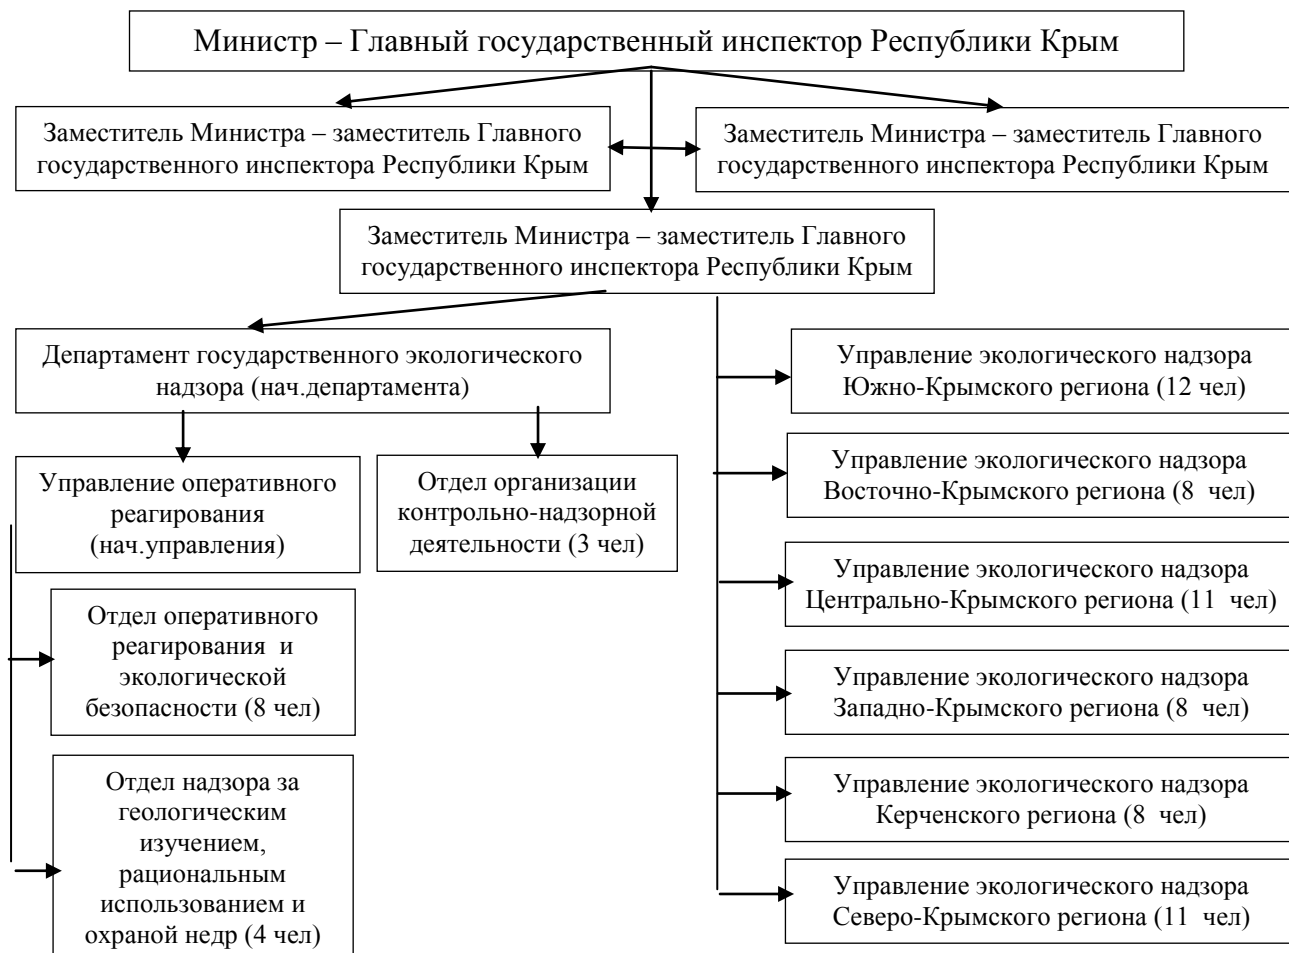 Министр – Главный государственный инспектор Республики Крым
Заместитель Министра – заместитель Главного
государственного инспектора Республики Крым
Заместитель Министра – заместитель Главного
государственного инспектора Республики Крым
Заместитель Министра – заместитель Главного
государственного инспектора Республики Крым
Департамент государственного экологического
надзора (нач.департамента)
Управление оперативного
реагирования
(нач.управления)
Отдел организации
контрольно-надзорной
деятельности (3 чел)
Отдел оперативного
реагирования  и
экологической
безопасности (8 чел)
Отдел надзора за
геологическим
изучением,
рациональным
использованием и
охраной недр (4 чел)
Управление экологического надзора
Южно-Крымского региона (12 чел)
Управление экологического надзора
Восточно-Крымского региона (8  чел)
Управление экологического надзора
Центрально-Крымского региона (11  чел)
Управление экологического надзора
Западно-Крымского региона (8  чел)
Управление экологического надзора
Керченского региона (8  чел)
Управление экологического надзора
Северо-Крымского региона (11  чел)